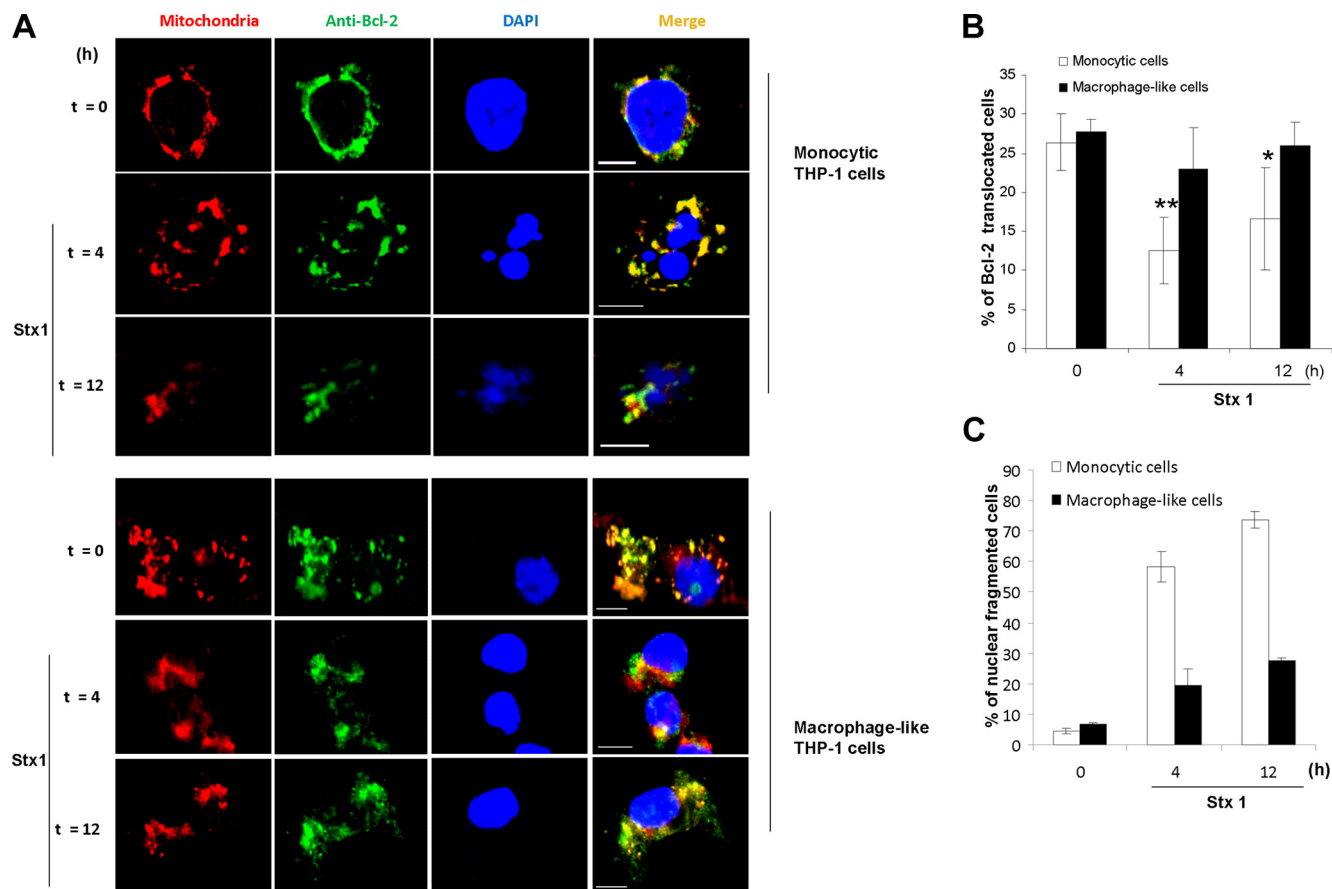 A
Mitochondria Anti-Bcl-2 DAPI Merge
(h)
t = 0
t = 4
Stx1
t = 12
Monocytic
THP-1 cells
t = 0
t = 4
Stx1
t = 12
Macrophage-like
THP-1 cells
B
Monocytic cells
Macrophage-like cells
% of Bcl-2 translocated cells
35
30
25
20
15
10
5
0
**
*
0 4 12 (h)
Stx 1
C
Monocytic cells
Macrophage-like cells
% of nuclear fragmented cells
90
80
70
60
50
40
30
20
10
0
0 4 12 (h)
Stx 1